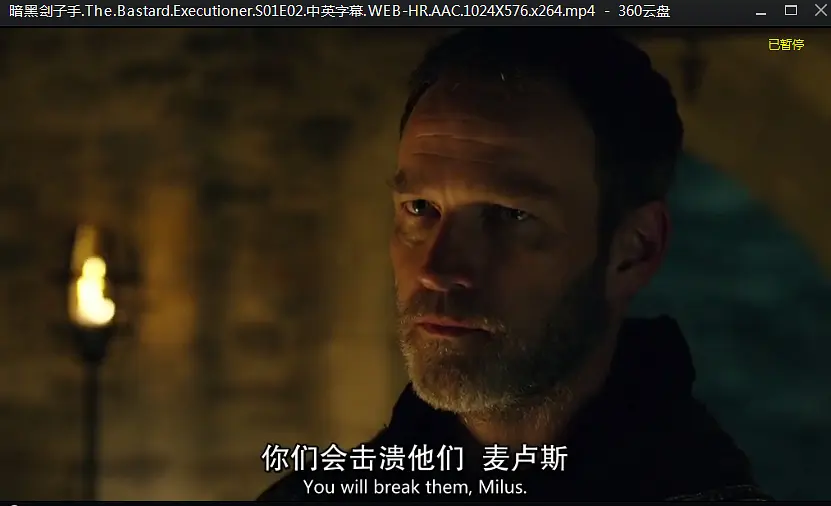 暗黑刽子手.The.Bastard.Executioner.S01E02.中英字幕.WEB-HR.AAC.1024X576.x264.mp4 - 360云盘
已暂停
你们会击溃他们 麦卢斯
You will break them, Milus.